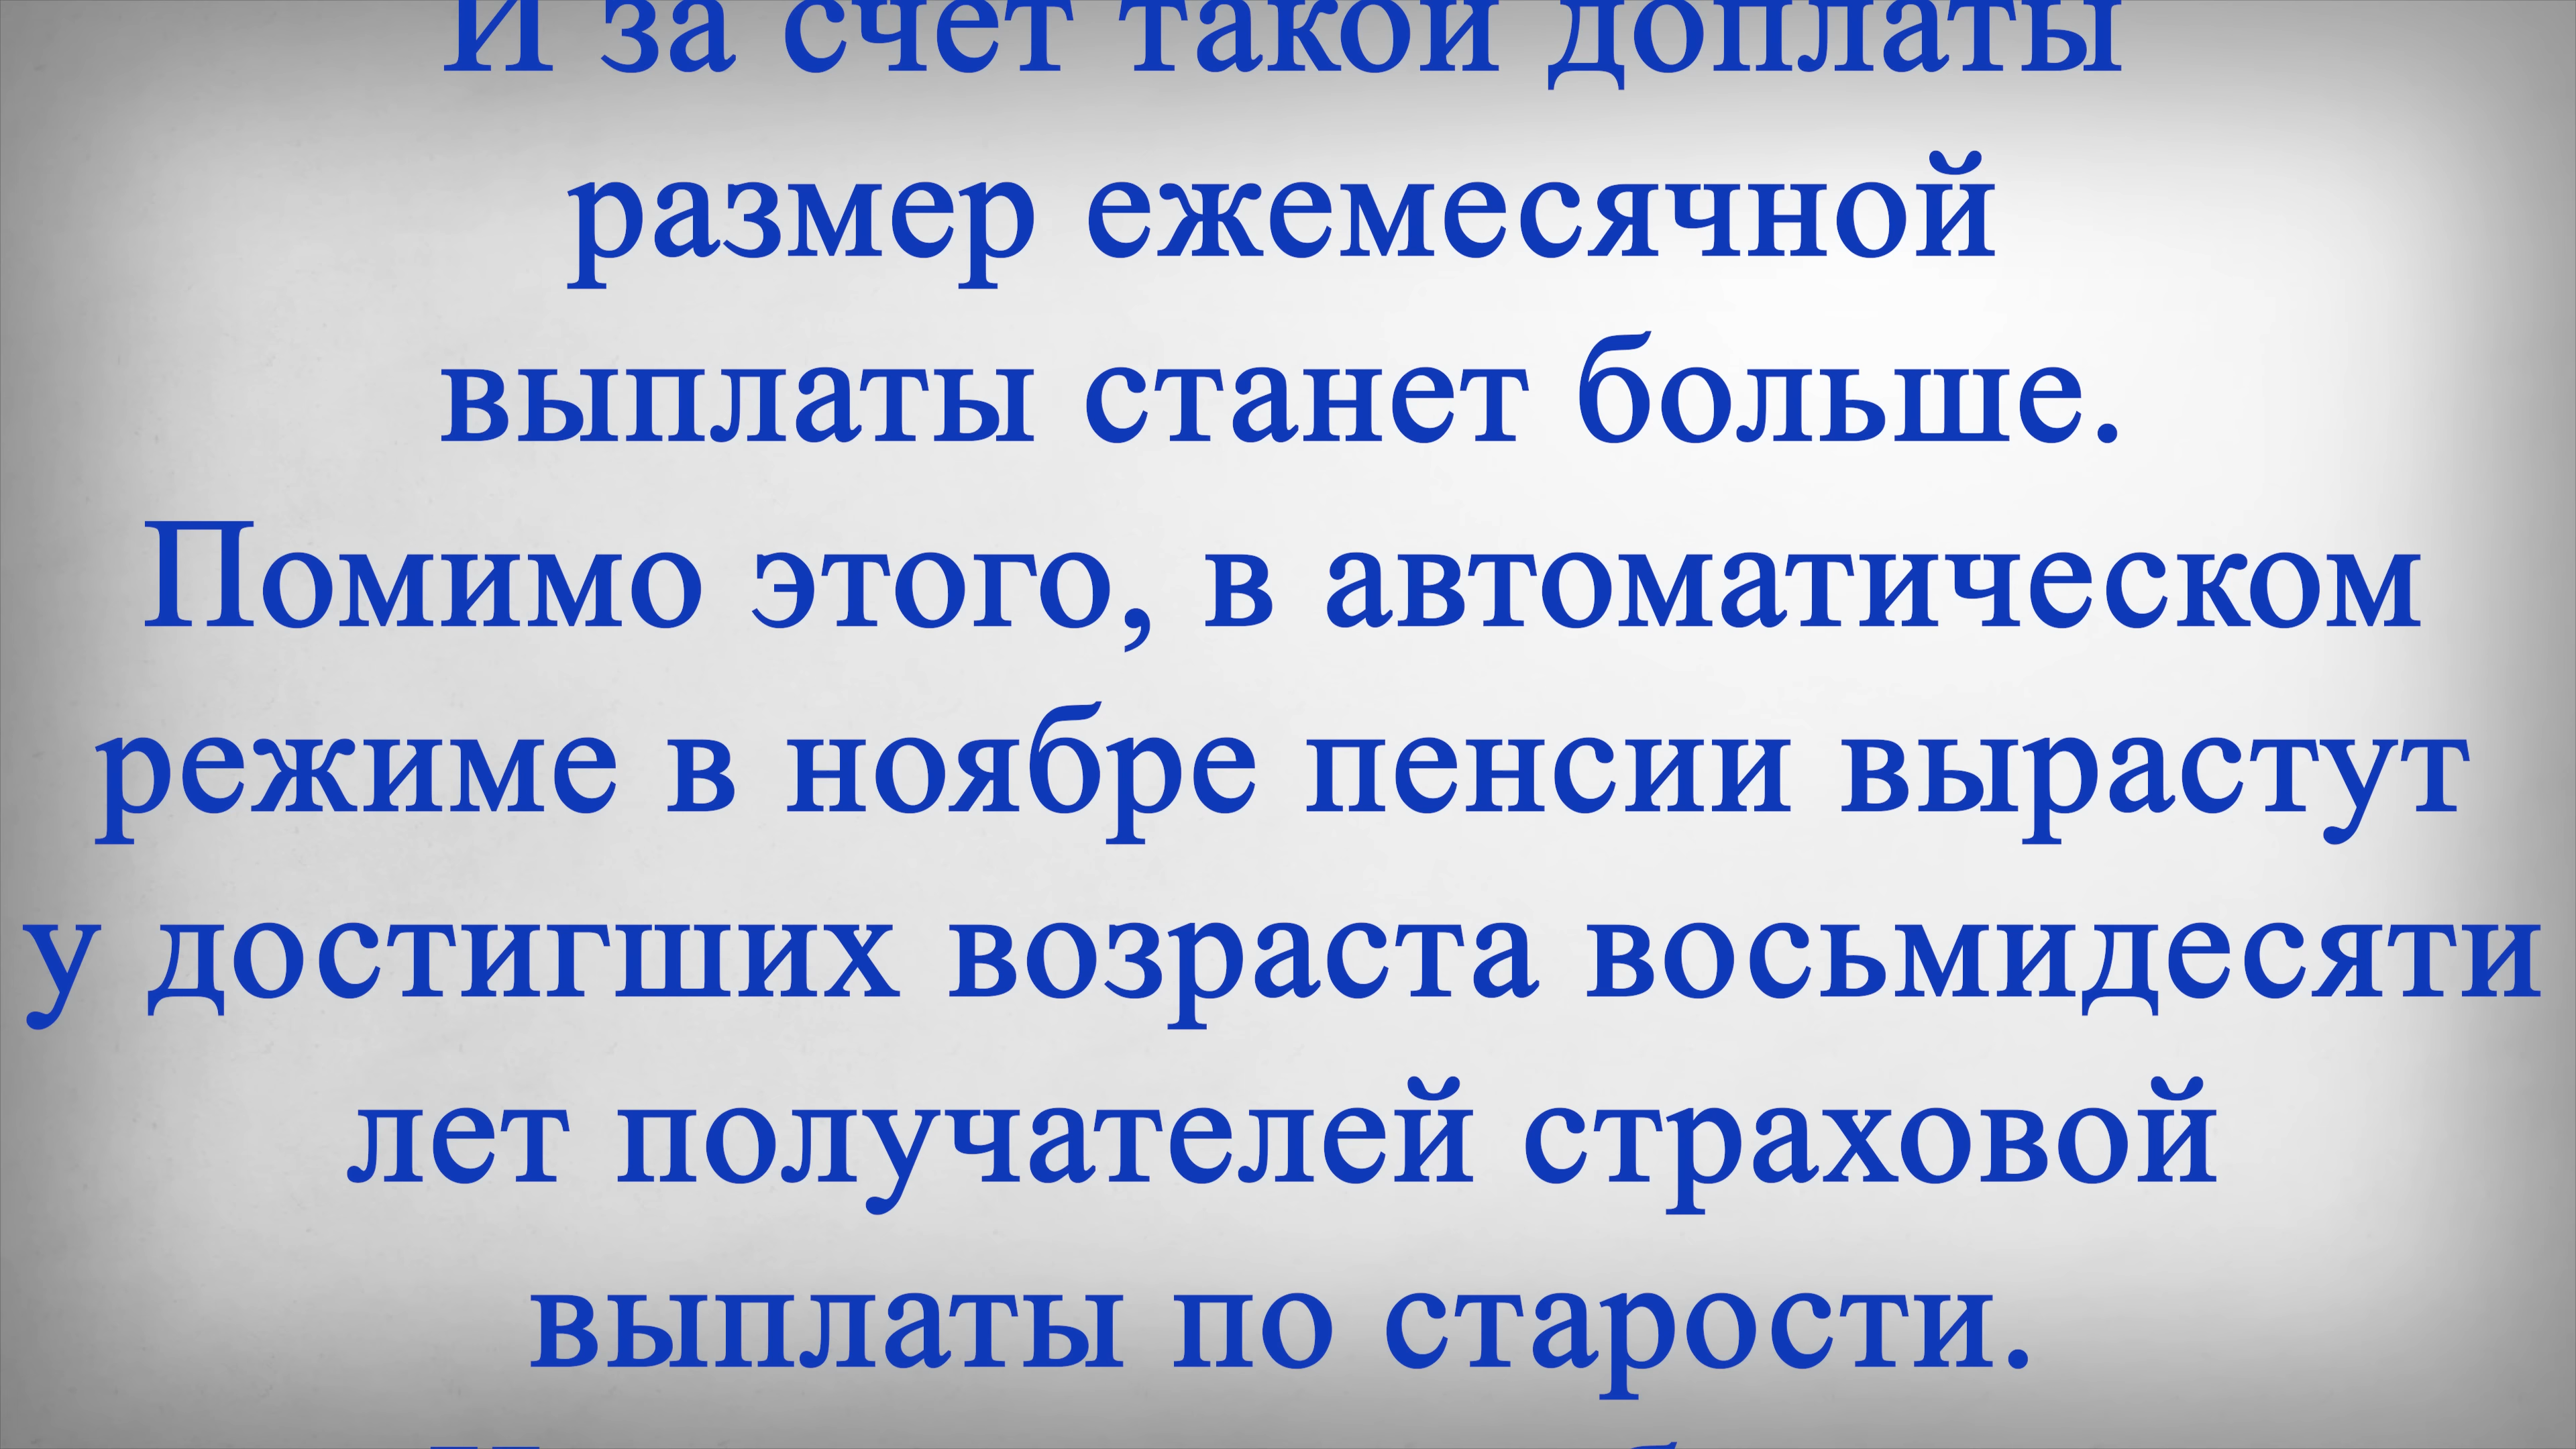 И за счет такой доплаты
размер ежемесячной
выплаты станет больше.
Помимо этого, в автоматическом
режиме в ноябре пенсии вырастут
у достигших возраста восьмидесяти
лет получателей страховой
выплаты по старости.